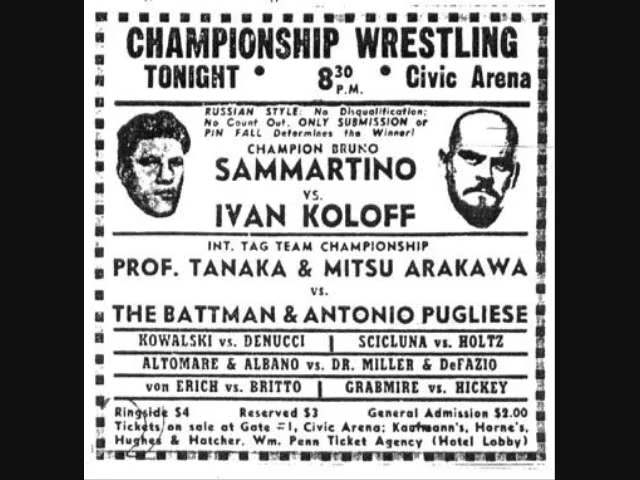 CHAMPIONSHIP WRESTLING
TONIGHT • 8 30 P.M. • Civic Arena
RUSSIAN STYLE: No Disqualification;
No Count Out. ONLY SUBMISSION or
PIN FALL Determines the Winner!
CHAMPION BRUNO
SAMMARTINO
VS.
IVAN KOLOFF
INT. TAG TEAM CHAMPIONSHIP
PROF. TANAKA & MITSU ARAKAWA
vs.
THE BATTMAN & ANTONIO PUGLIESE
KOWALSKI vs. DENUCCI | SCICLUNA vs. HOLTZ
ALTOMARE & ALBANO vs. DR. MILLER & DeFAZIO
von ERICH vs. BRITTO | GRABMIRE vs. HICKEY
Ringside $4 Reserved $3 General Admission $2.00
Tickets on sale at Gate #1, Civic Arena; Kaufmann's, Horne's,
Hughes & Hatcher, Wm. Penn Ticket Agency (Hotel Lobby)